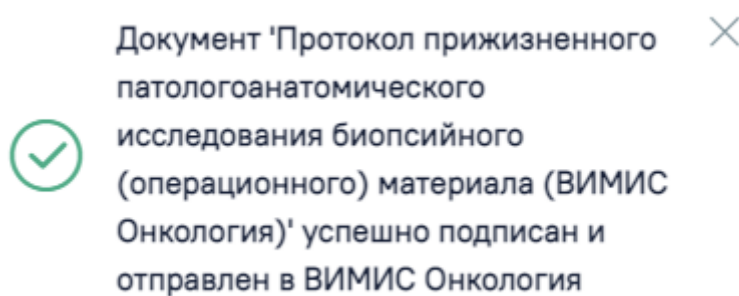 Документ 'Протокол прижизненного
патологоанатомического
исследования биопсийного
(операционного) материала (ВИМИС
Онкология)' успешно подписан и
отправлен в ВИМИС Онкология